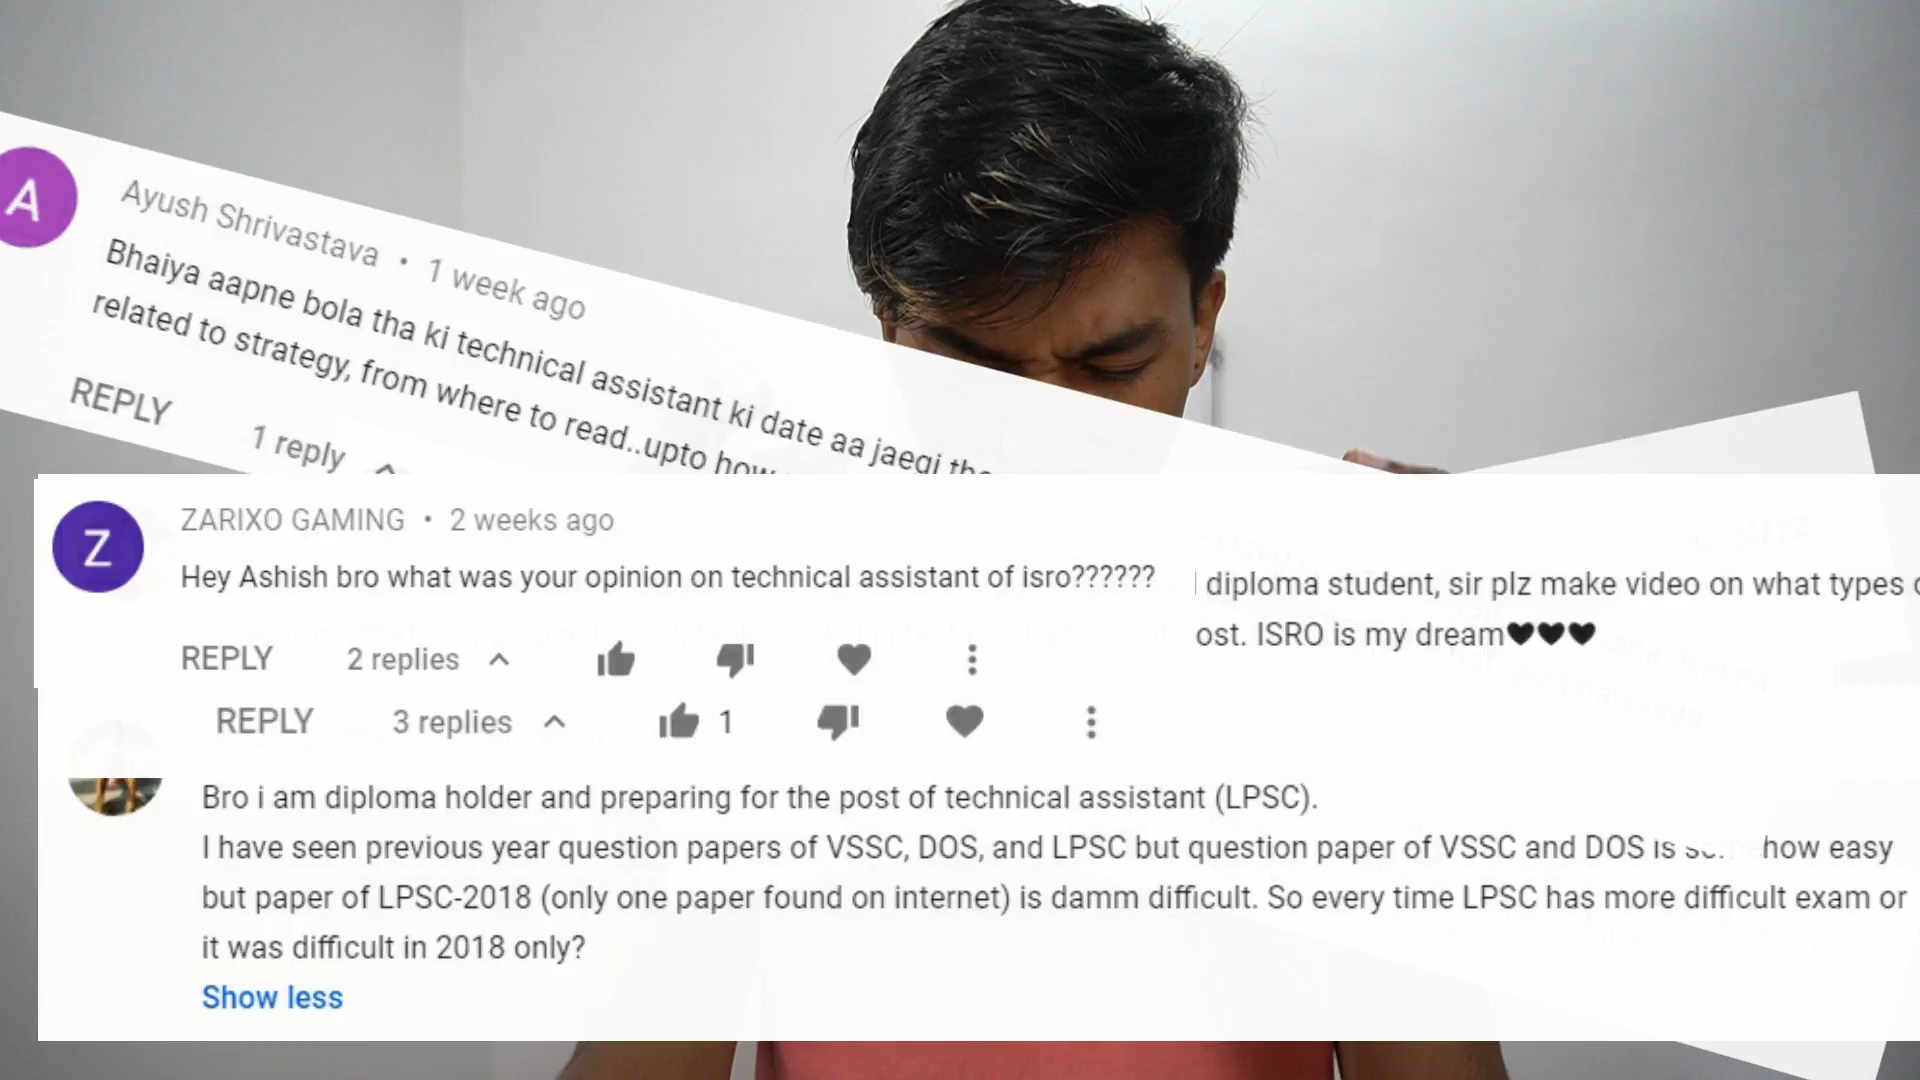 A
Ayush Shrivastava • 1 week ago
Bhaiya aapne bola tha ki technical assistant ki date aa jaegi
related to strategy, from where to read..upto how
REPLY 1 reply
Z
ZARIXO GAMING • 2 weeks ago
Hey Ashish bro what was your opinion on technical assistant of isro??????
REPLY 2 replies
diploma student, sir plz make video on what types
ost. ISRO is my dream🖤🖤🖤
REPLY 3 replies 1
Bro i am diploma holder and preparing for the post of technical assistant (LPSC).
I have seen previous year question papers of VSSC, DOS, and LPSC but question paper of VSSC and DOS is how easy
but paper of LPSC-2018 (only one paper found on internet) is damm difficult. So every time LPSC has more difficult exam or
it was difficult in 2018 only?
Show less